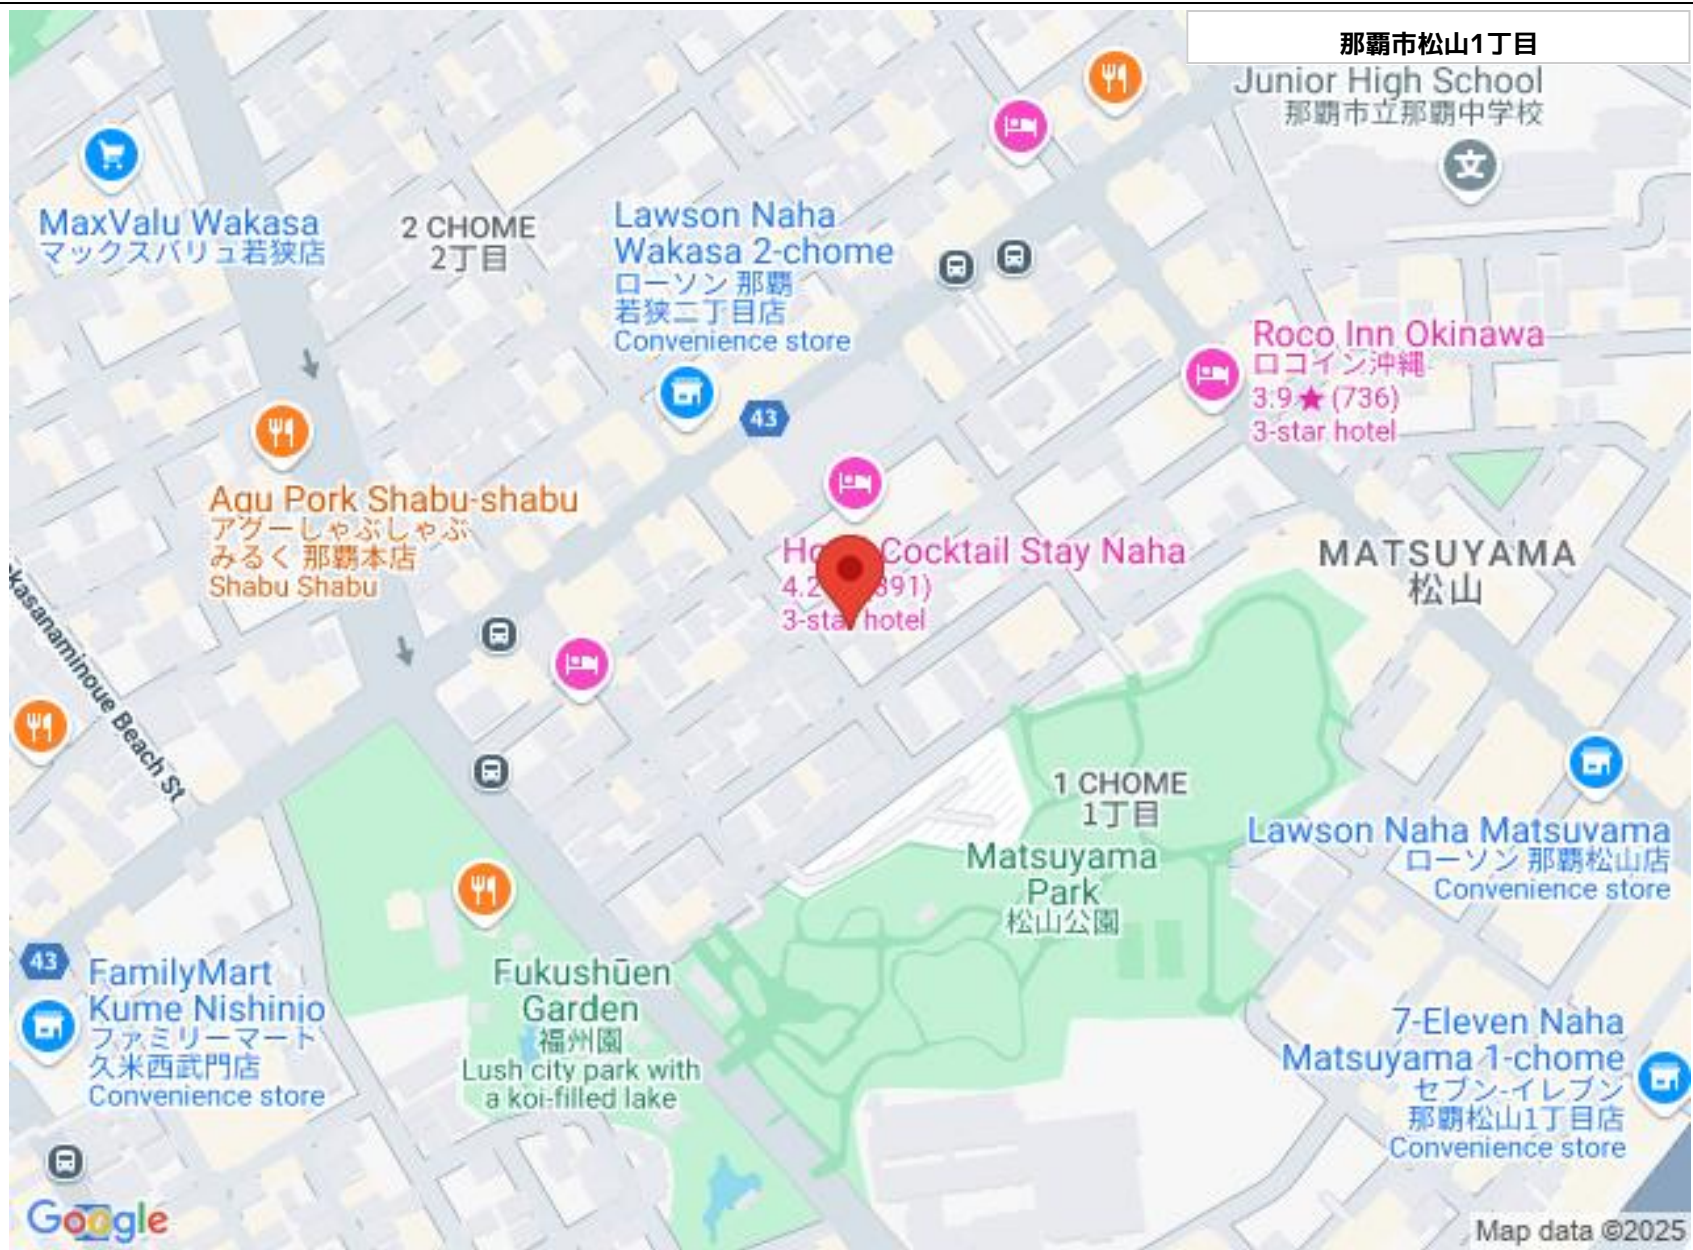 那覇市松山1丁目
Junior High School
那覇市立那覇中学校
MaxValu Wakasa
マックスバリュ若狭店
2 CHOME
2丁目
Lawson Naha
Wakasa 2-chome
ローソン 那覇
若狭二丁目店
Convenience store
43
Roco Inn Okinawa
ロコイン沖縄
3.9★ (736)
3-star hotel
Agu Pork Shabu-shabu
アグーしゃぶしゃぶ
みるく 那覇本店
Shabu Shabu
Cocktail Stay Naha
3-star hotel
MATSUYAMA
松山
kasanaminoue Beach St
1 CHOME
1丁目
Matsuyama
Park
松山公園
Lawson Naha Matsuyama
ローソン 那覇松山店
Convenience store
43
FamilyMart
Kume Nishinjo
ファミリーマート
久米西武門店
Convenience store
Fukushūen
Garden
福州園
Lush city park with
a koi-filled lake
7-Eleven Naha
Matsuyama 1-chome
セブン-イレブン
那覇松山1丁目店
Convenience store
Google
Map data ©2025